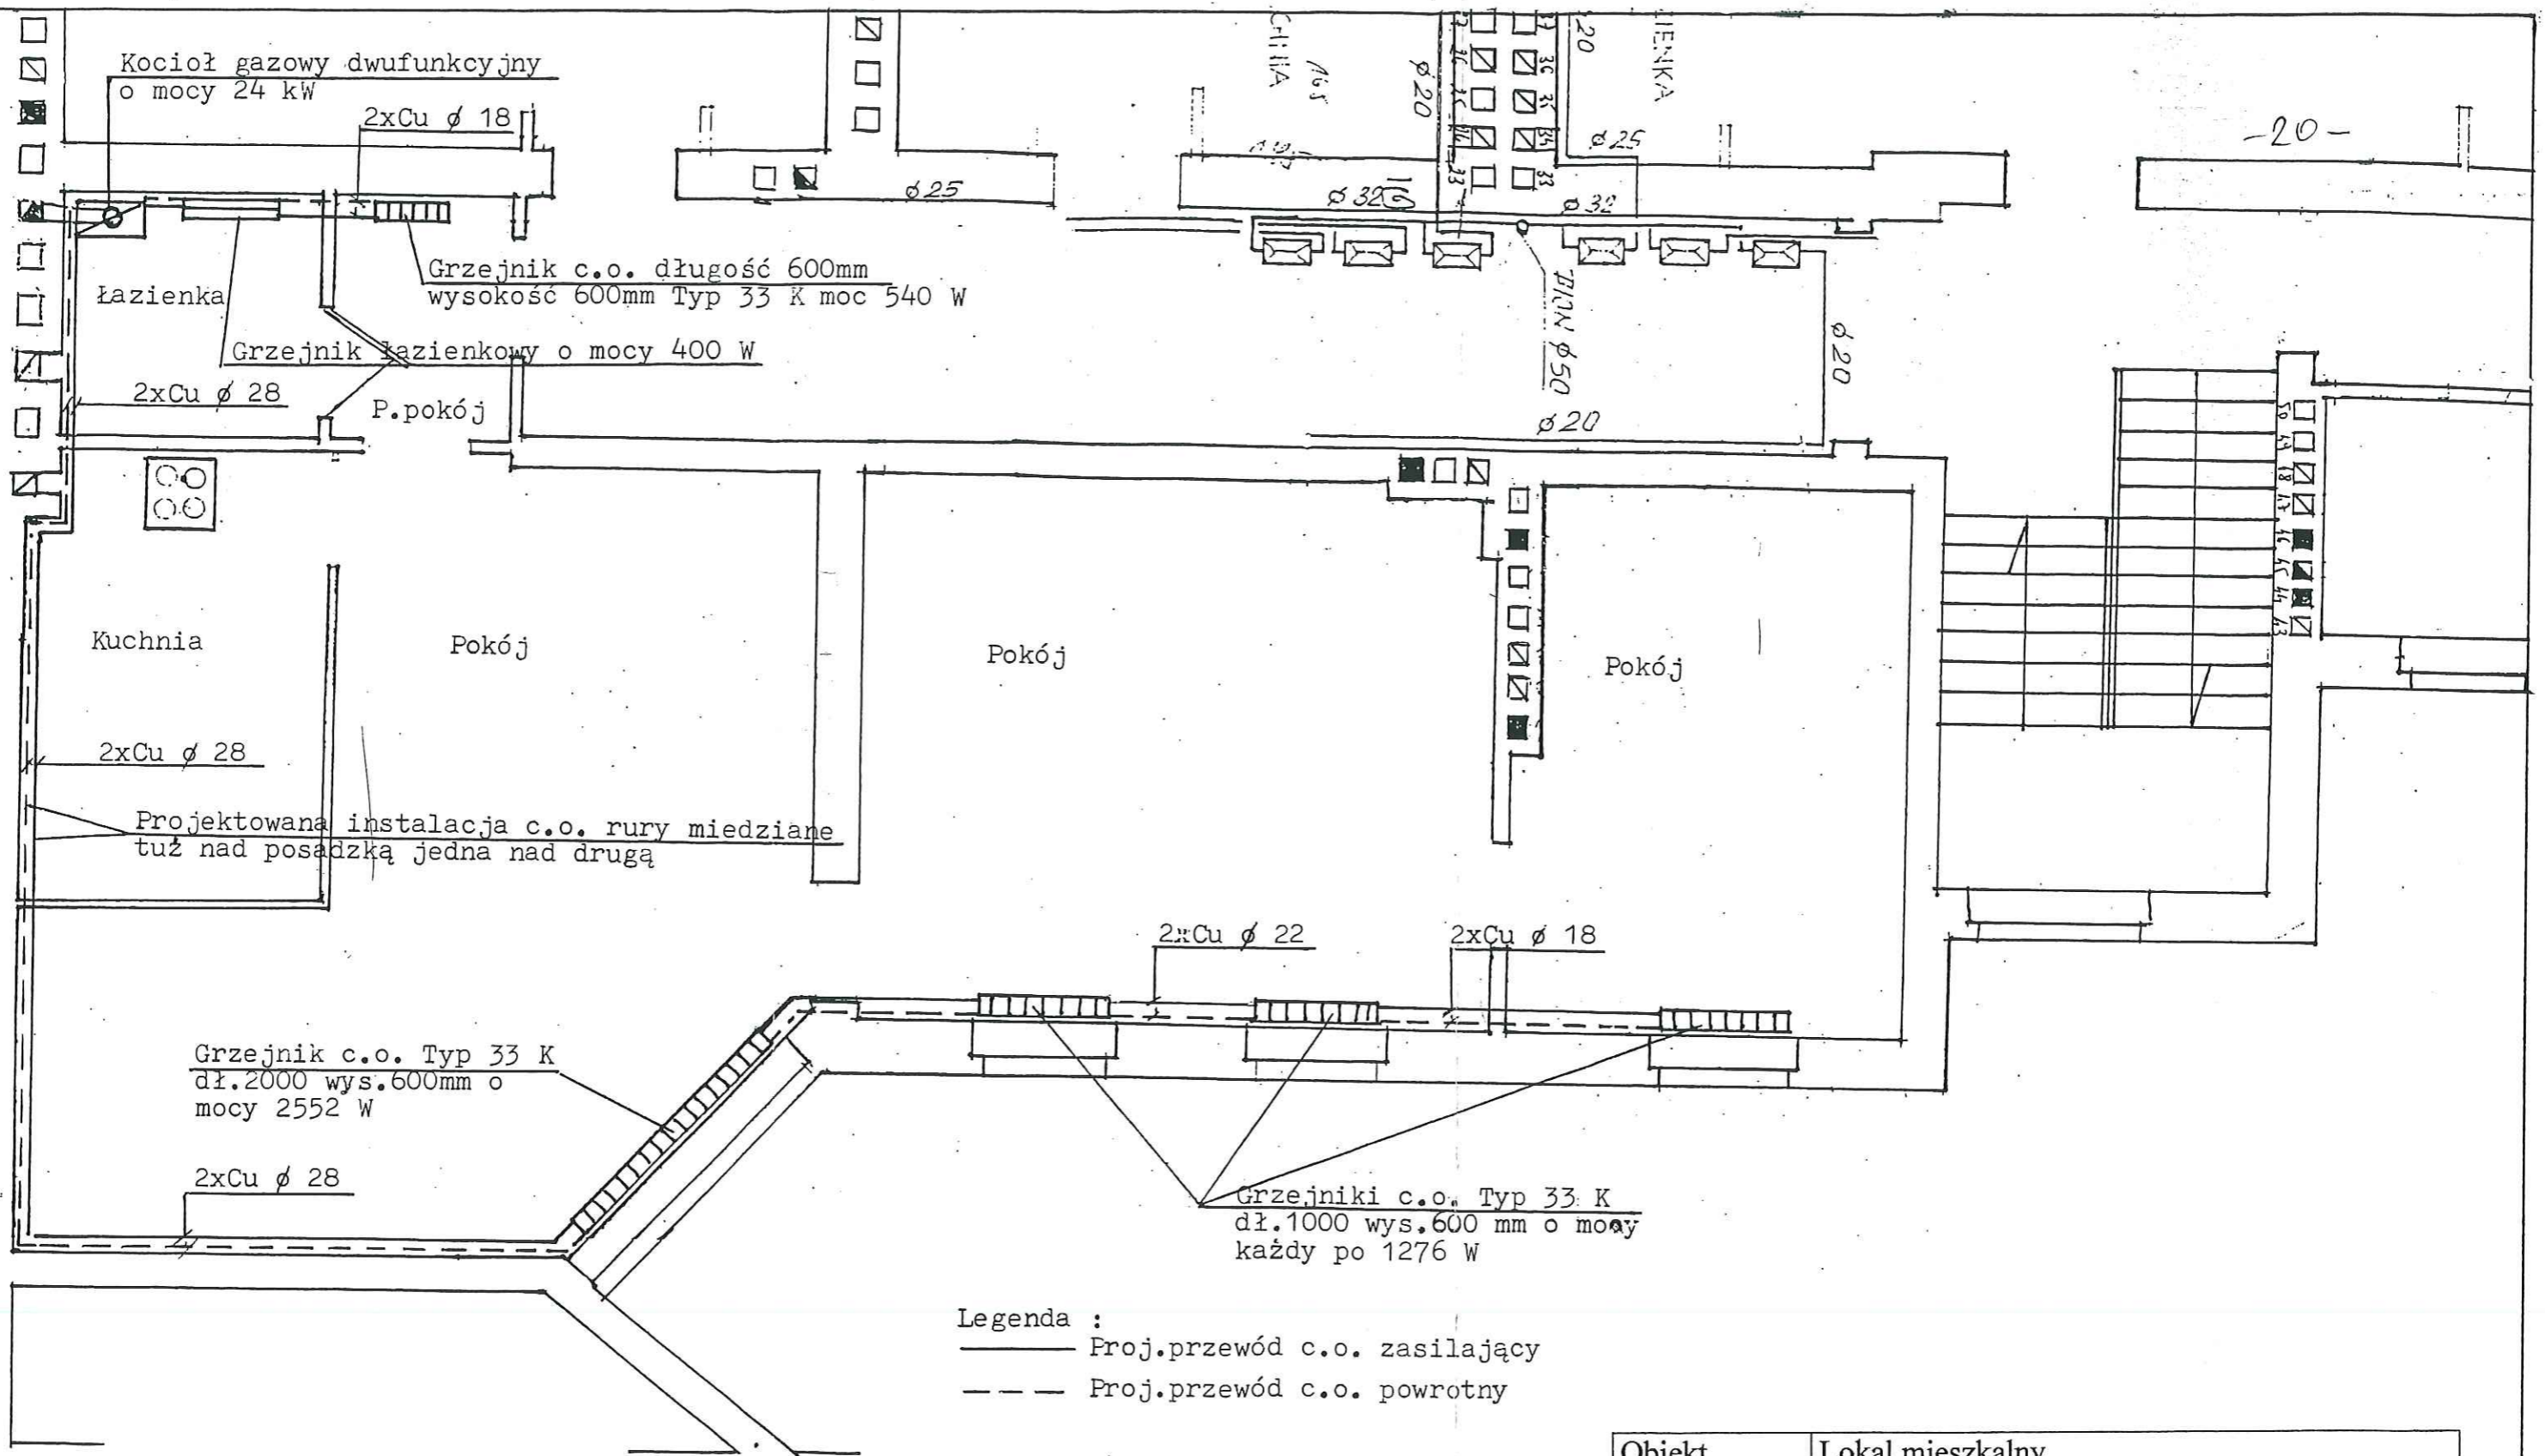 Kocioł gazowy dwufunkcyjny
o mocy 24 kW
2xCu ø 18
ø 25
ø 20
20
ø 25
-20-
ø 32
ø 32
Grzejnik c.o. długość 600mm
wysokość 600mm Typ 33 K moc 540 W
Łazienka
Grzejnik łazienkowy o mocy 400 W
2xCu ø 28
P.pokój
PION ø 50
ø 20
ø 20
Kuchnia
Pokój
Pokój
Pokój
2xCu ø 28
Projektowana instalacja c.o. rury miedziane
tuż nad posadzką jedna nad drugą
2xCu ø 22
2xCu ø 18
Grzejnik c.o. Typ 33 K
dł.2000 wys.600mm o
mocy 2552 W
2xCu ø 28
Grzejniki c.o. Typ 33 K
dł.1000 wys.600 mm o mocy
każdy po 1276 W
Legenda :
Proj.przewód c.o. zasilający
Proj.przewód c.o. powrotny
Obiekt
Lokal mieszkalny